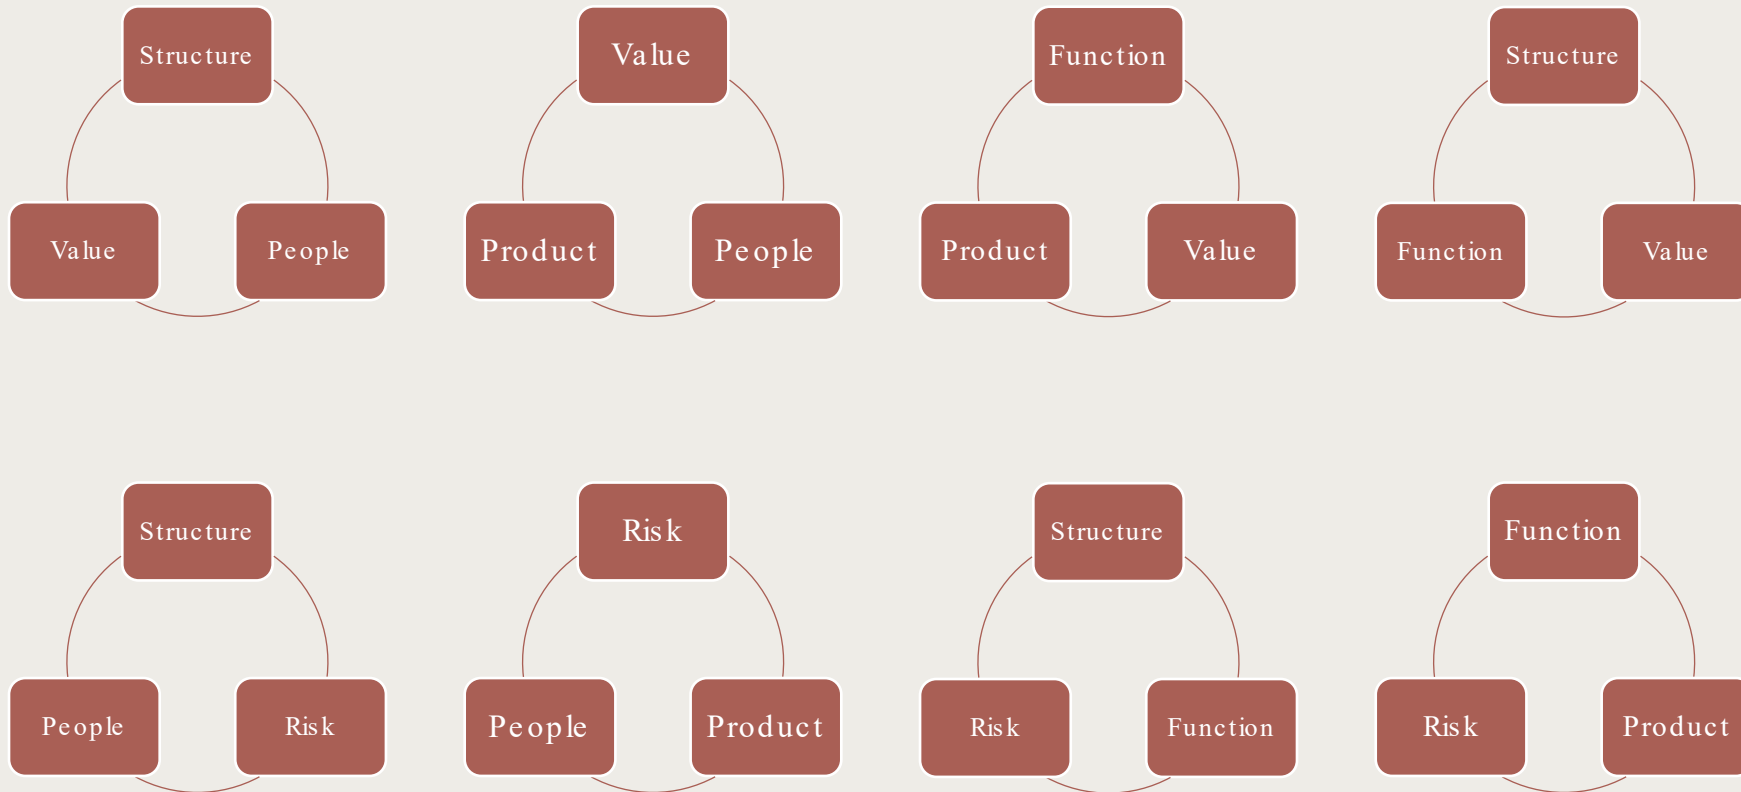 Structure
Value
People
Value
Product
People
Function
Product
Value
Structure
Function
Value
Structure
People
Risk
Risk
People
Product
Structure
Risk
Function
Function
Risk
Product